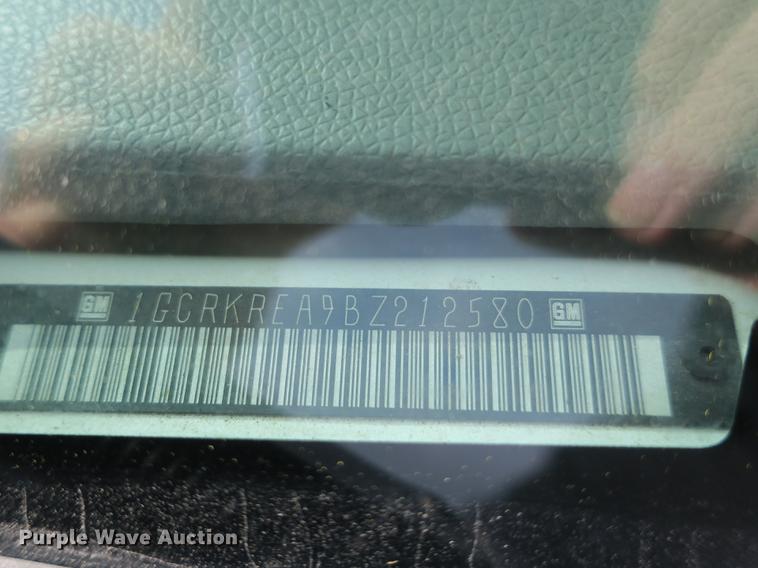 GM 1GCRKREA9BZ212580 GM
Purple Wave Auction